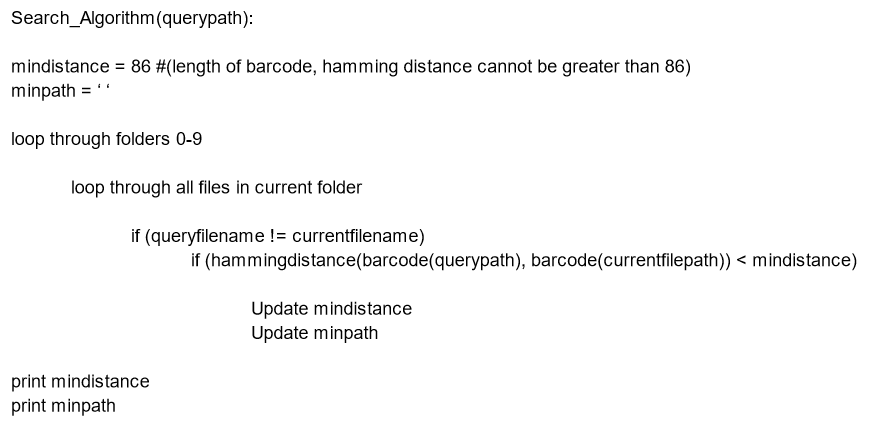 Search_Algorithm(querypath):
mindistance = 86 #(length of barcode, hamming distance cannot be greater than 86)
minpath = ‘ ‘
loop through folders 0-9
loop through all files in current folder
if (queryfilename != currentfilename)
if (hammingdistance(barcode(querypath), barcode(currentfilepath)) < mindistance)
Update mindistance
Update minpath
print mindistance
print minpath